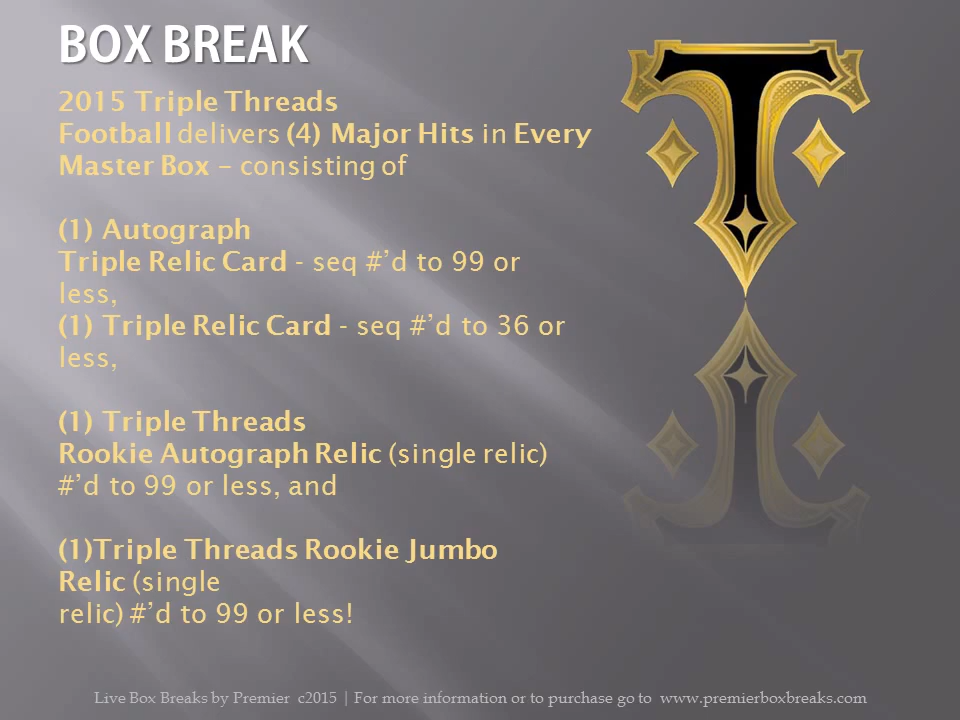 BOX BREAK
2015 Triple Threads
Football delivers (4) Major Hits in Every
Master Box – consisting of
(1) Autograph
Triple Relic Card - seq #’d to 99 or
less,
(1) Triple Relic Card - seq #’d to 36 or
less,
(1) Triple Threads
Rookie Autograph Relic (single relic)
#’d to 99 or less, and
(1)Triple Threads Rookie Jumbo
Relic (single
relic) #’d to 99 or less!
T
Live Box Breaks by Premier c2015 | For more information or to purchase go to www.premierboxbreaks.com